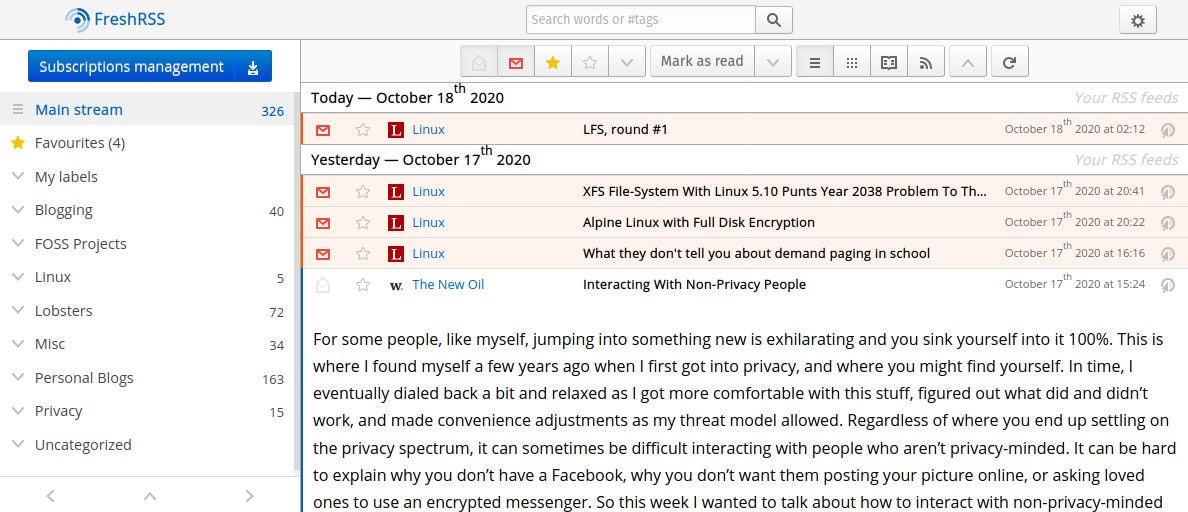 FreshRSS
Search words or #tags
Subscriptions management
Mark as read
Main stream 326
Favourites (4)
My labels
Blogging 40
FOSS Projects
Linux 5
Lobsters 72
Misc 34
Personal Blogs 163
Privacy 15
Uncategorized
Today — October 18th 2020 Your RSS feeds
L Linux LFS, round #1 October 18th 2020 at 02:12
Yesterday — October 17th 2020 Your RSS feeds
L Linux XFS File-System With Linux 5.10 Punts Year 2038 Problem To Th... October 17th 2020 at 20:41
L Linux Alpine Linux with Full Disk Encryption October 17th 2020 at 20:22
L Linux What they don't tell you about demand paging in school October 17th 2020 at 16:16
w. The New Oil Interacting With Non-Privacy People October 17th 2020 at 15:24
For some people, like myself, jumping into something new is exhilarating and you sink yourself into it 100%. This is
where I found myself a few years ago when I first got into privacy, and where you might find yourself. In time, I
eventually dialed back a bit and relaxed as I got more comfortable with this stuff, figured out what did and didn’t
work, and made convenience adjustments as my threat model allowed. Regardless of where you end up settling on
the privacy spectrum, it can sometimes be difficult interacting with people who aren’t privacy-minded. It can be hard
to explain why you don’t have a Facebook, why you don’t want them posting your picture online, or asking loved
ones to use an encrypted messenger. So this week I wanted to talk about how to interact with non-privacy-minded